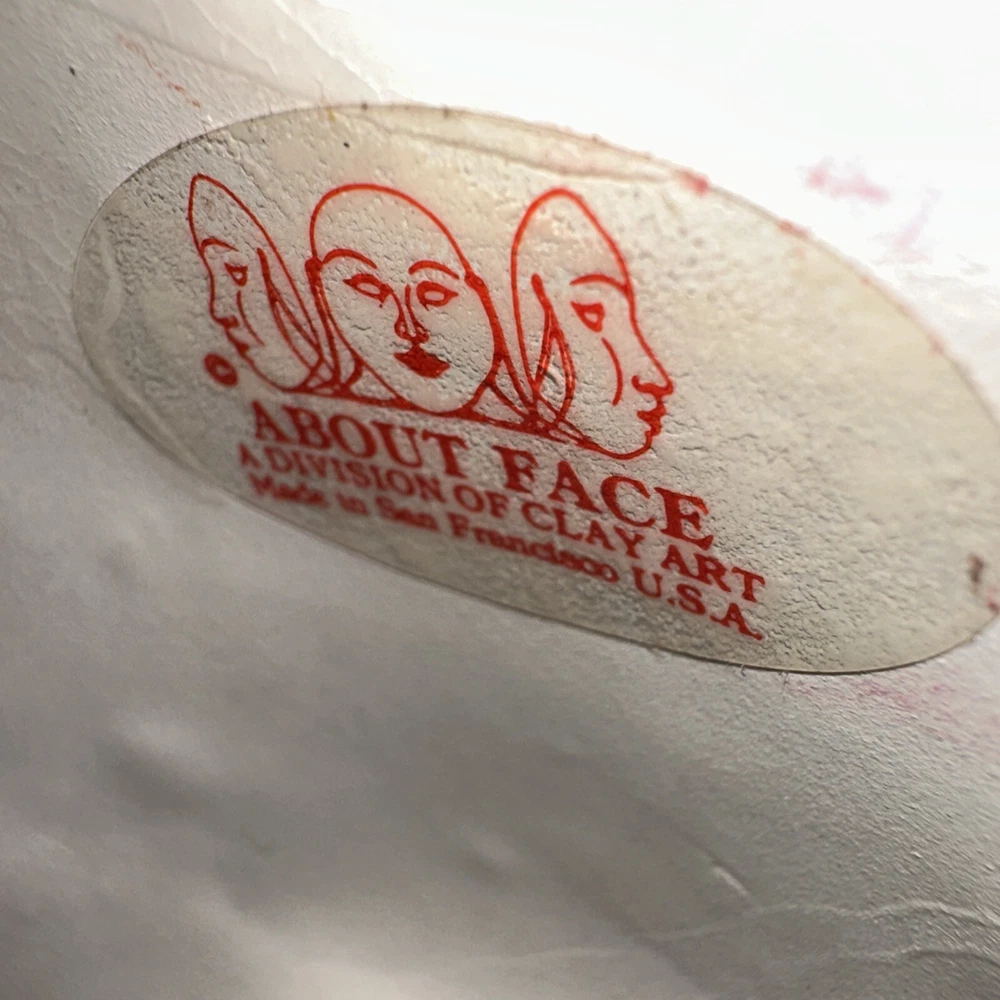 ©
ABOUT FACE
A DIVISION OF CLAY ART
Made in San Francisco U.S.A.